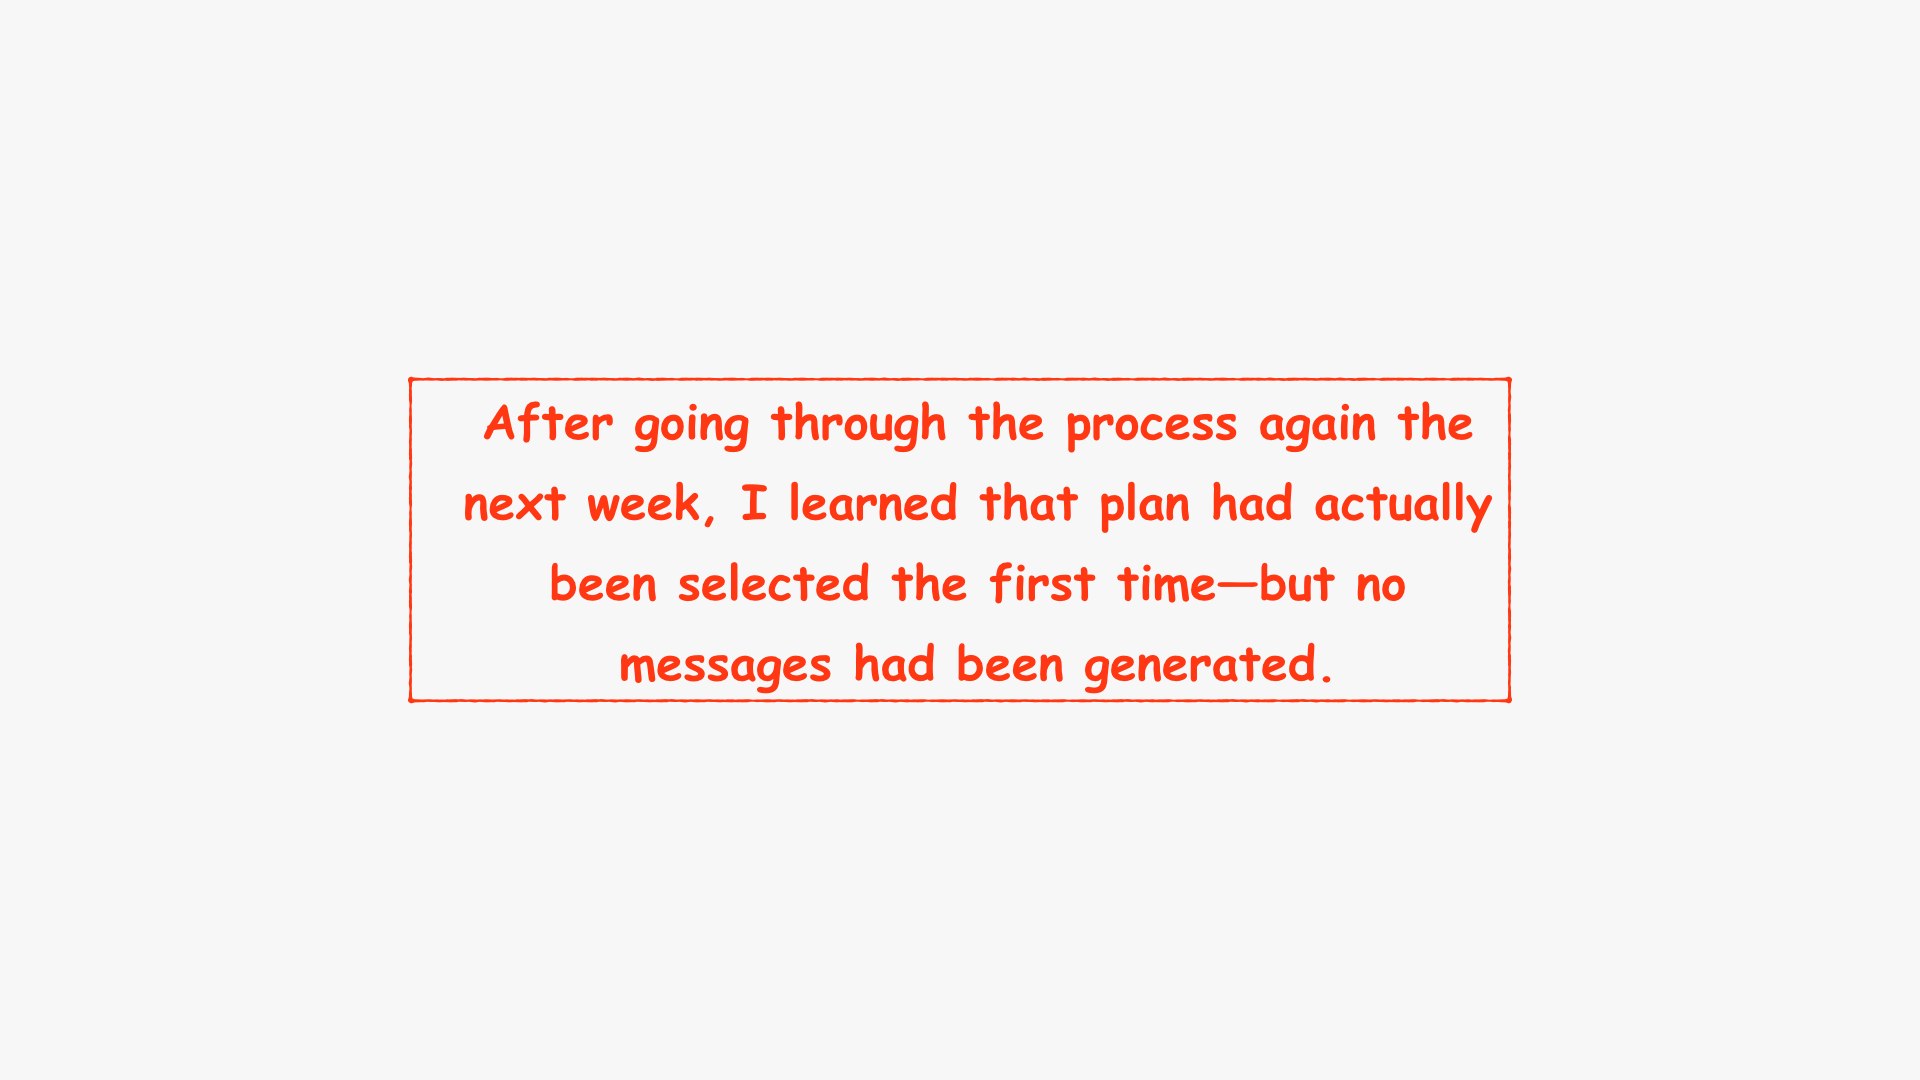 After going through the process again the
next week, I learned that plan had actually
been selected the first time—but no
messages had been generated.